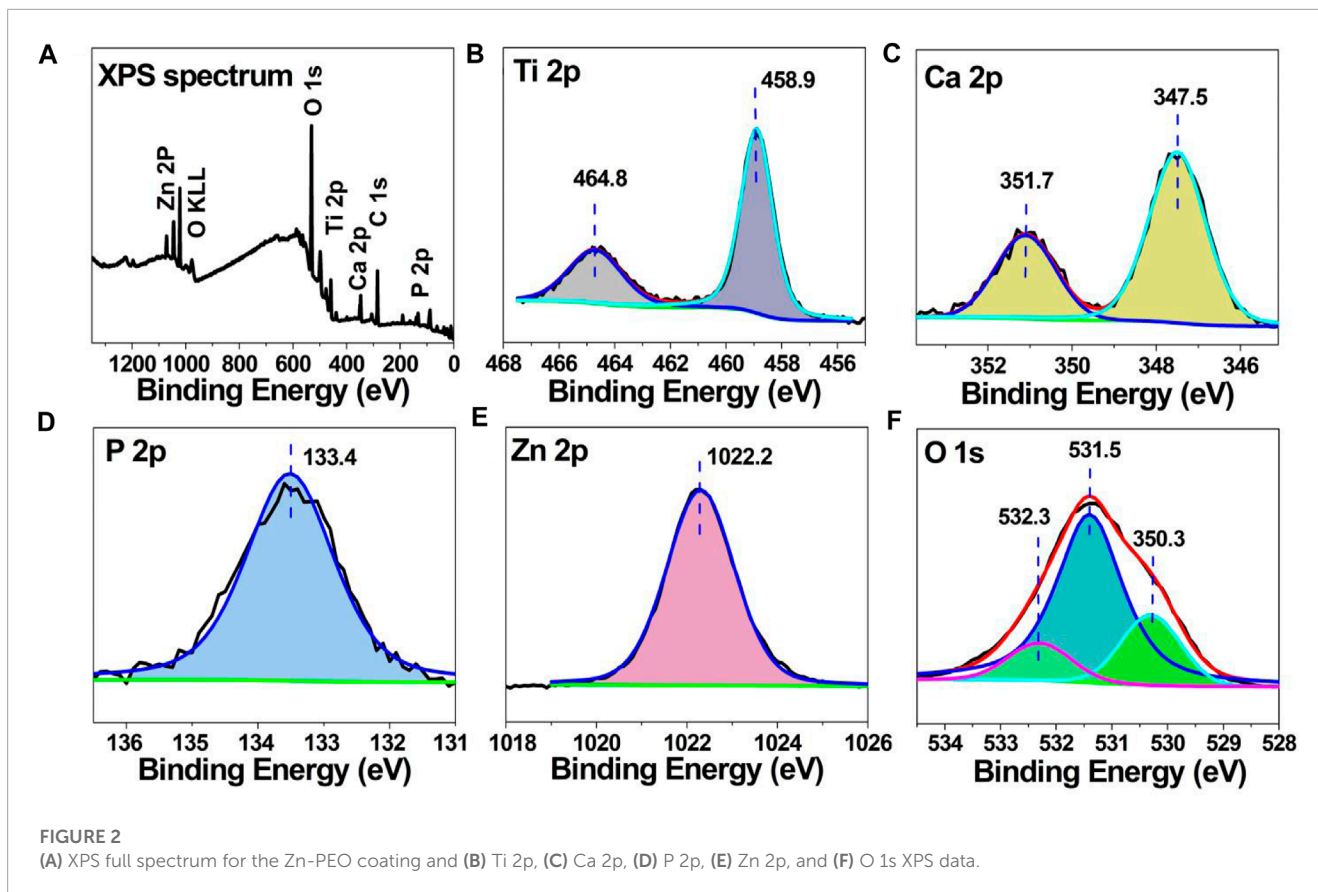 A
XPS spectrum
Zn 2P
O KLL
O 1s
Ti 2p
Ca 2p
C 1s
P 2p
1200 1000 800 600 400 200 0
Binding Energy (eV)
B
Ti 2p
458.9
464.8
468 466 464 462 460 458 456
Binding Energy (eV)
C
Ca 2p
347.5
351.7
352 350 348 346
Binding Energy (eV)
D
P 2p
133.4
136 135 134 133 132 131
Binding Energy (eV)
E
Zn 2p
1022.2
1018 1020 1022 1024 1026
Binding Energy (eV)
F
O 1s
531.5
532.3
350.3
534 533 532 531 530 529 528
Binding Energy (eV)
FIGURE 2
(A) XPS full spectrum for the Zn-PEO coating and (B) Ti 2p, (C) Ca 2p, (D) P 2p, (E) Zn 2p, and (F) O 1s XPS data.